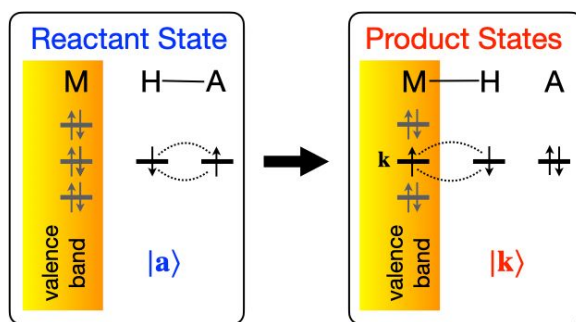 Reactant State
M H A
valence
band
|a⟩
Product States
M H A
k
valence
band
|k⟩